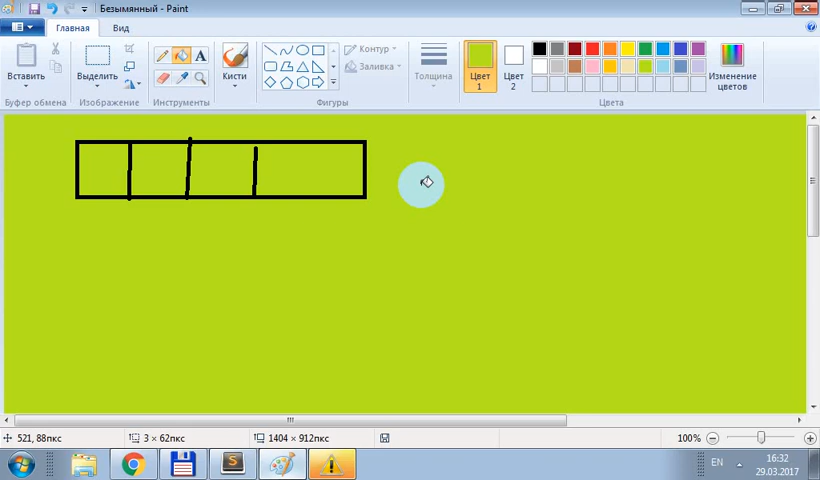 Безымянный - Paint
Главная
Вид
Вставить
Выделить
A
Кисти
Контур
Заливка
Толщина
Цвет 1
Цвет 2
Изменение цветов
Буфер обмена
Изображение
Инструменты
Фигуры
Цвета
521, 88пкс
3 × 62пкс
1404 × 912пкс
100%
EN
16:32
29.03.2017